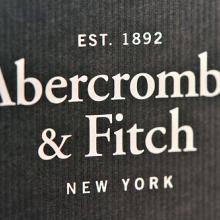 EST. 1892
Abercromb
& Fitch
NEW YORK